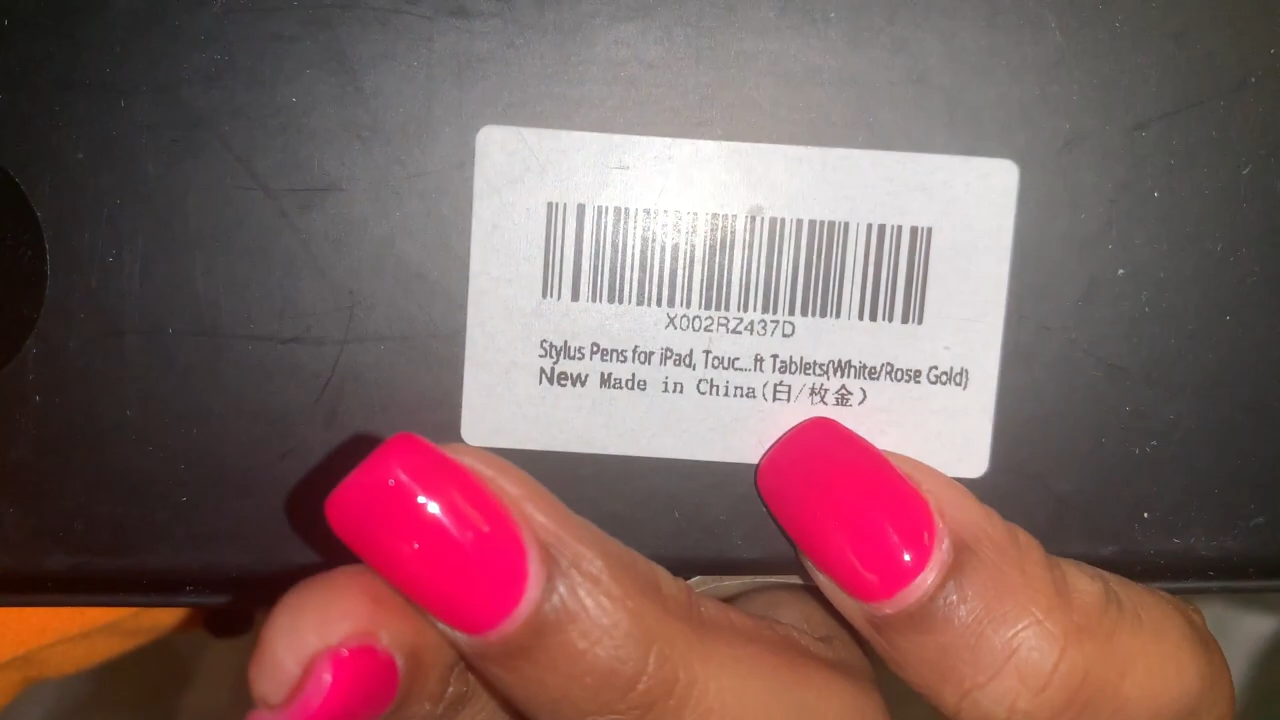 X002RZ437D
Stylus Pens for iPad, Touc...ft Tablets(White/Rose Gold)
New Made in China(白/枚金)